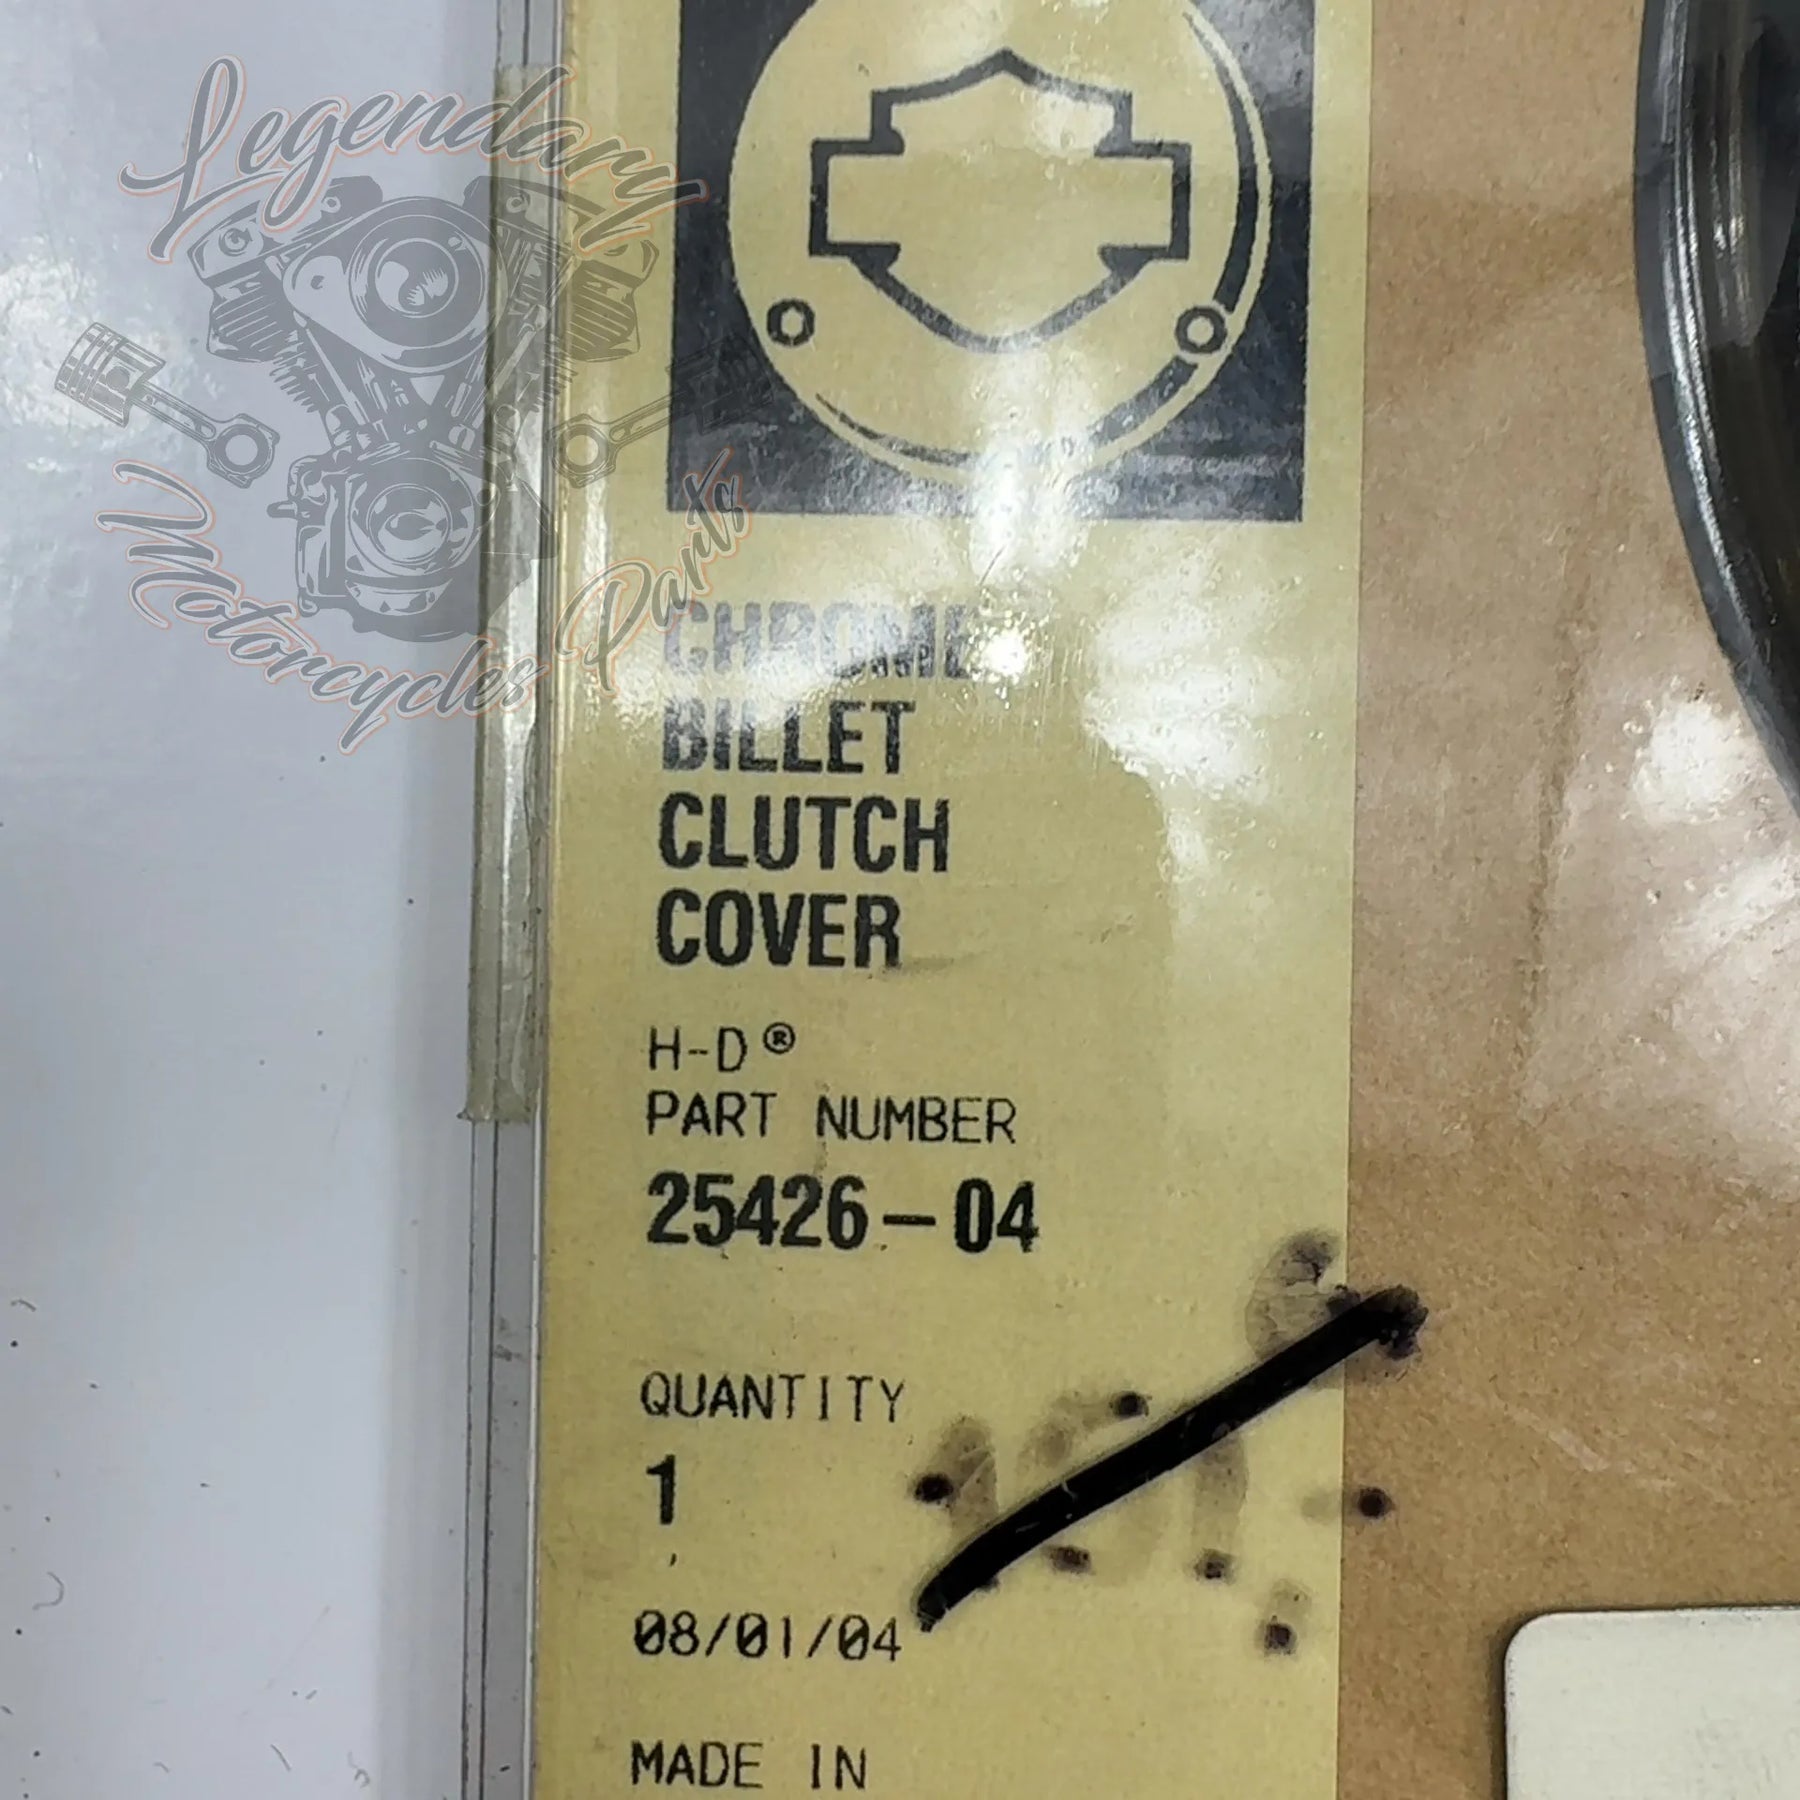 Legendary
Motorcycles Parts
CHROME
BILLET
CLUTCH
COVER
H-D®
PART NUMBER
25426-04
QUANTITY
1
08/01/04
MADE IN